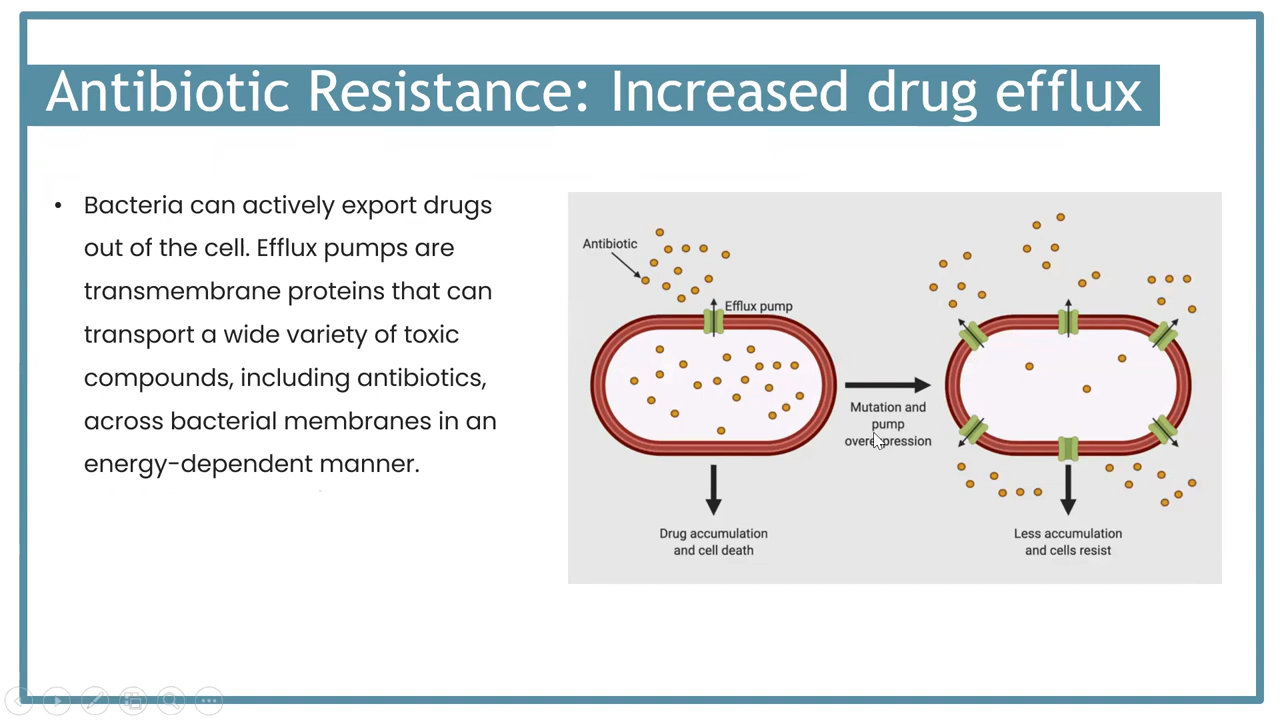 Antibiotic Resistance: Increased drug efflux
• Bacteria can actively export drugs
out of the cell. Efflux pumps are
transmembrane proteins that can
transport a wide variety of toxic
compounds, including antibiotics,
across bacterial membranes in an
energy-dependent manner.
Antibiotic
Efflux pump
Mutation and
pump
overexpression
Drug accumulation
and cell death
Less accumulation
and cells resist